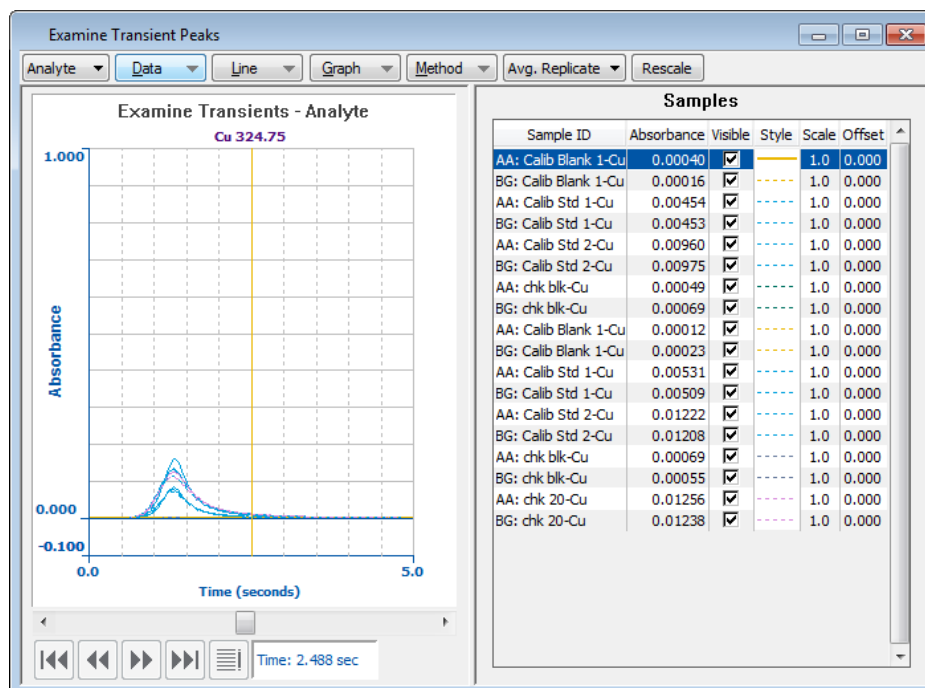 Examine Transient Peaks
Analyte Data Line Graph Method Avg. Replicate Rescale
Examine Transients - Analyte
Cu 324.75
1.000
0.000
-0.100
Absorbance
0.0 5.0
Time (seconds)
Time: 2.488 sec
Samples
Sample ID Absorbance Visible Style Scale Offset
AA: Calib Blank 1-Cu 0.00040 1.0 0.000
BG: Calib Blank 1-Cu 0.00016 1.0 0.000
AA: Calib Std 1-Cu 0.00454 1.0 0.000
BG: Calib Std 1-Cu 0.00453 1.0 0.000
AA: Calib Std 2-Cu 0.00960 1.0 0.000
BG: Calib Std 2-Cu 0.00975 1.0 0.000
AA: chk blk-Cu 0.00049 1.0 0.000
BG: chk blk-Cu 0.00069 1.0 0.000
AA: Calib Blank 1-Cu 0.00012 1.0 0.000
BG: Calib Blank 1-Cu 0.00023 1.0 0.000
AA: Calib Std 1-Cu 0.00531 1.0 0.000
BG: Calib Std 1-Cu 0.00509 1.0 0.000
AA: Calib Std 2-Cu 0.01222 1.0 0.000
BG: Calib Std 2-Cu 0.01208 1.0 0.000
AA: chk blk-Cu 0.00069 1.0 0.000
BG: chk blk-Cu 0.00055 1.0 0.000
AA: chk 20-Cu 0.01256 1.0 0.000
BG: chk 20-Cu 0.01238 1.0 0.000